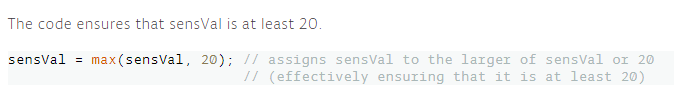 The code ensures that sensVal is at least 20.
sensVal = max(sensVal, 20); // assigns sensVal to the larger of sensVal or 20
// (effectively ensuring that it is at least 20)